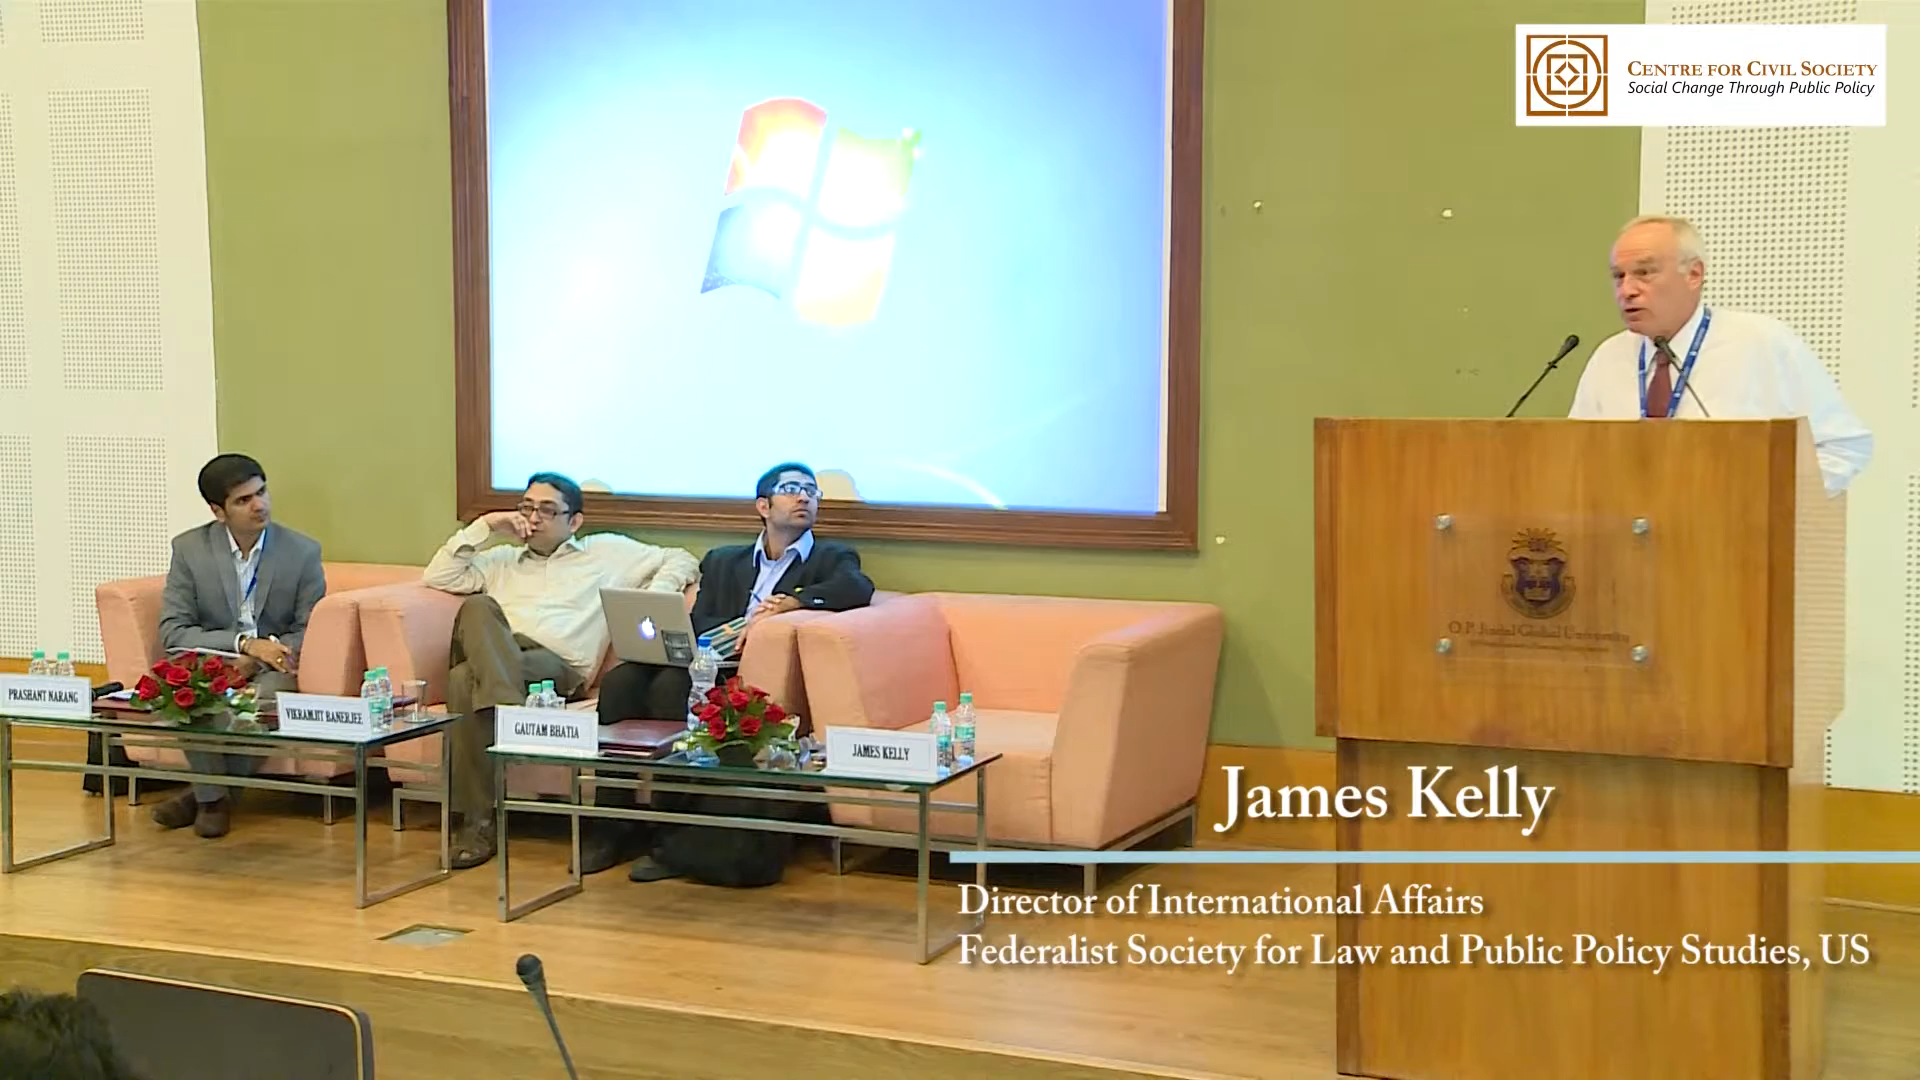 CENTRE FOR CIVIL SOCIETY
Social Change Through Public Policy
O.P. Jindal Global University
PRASHANT NARANG
VIKRAMJIT BANERJEE
GAUTAM BHATIA
JAMES KELLY
James Kelly
Director of International Affairs
Federalist Society for Law and Public Policy Studies, US